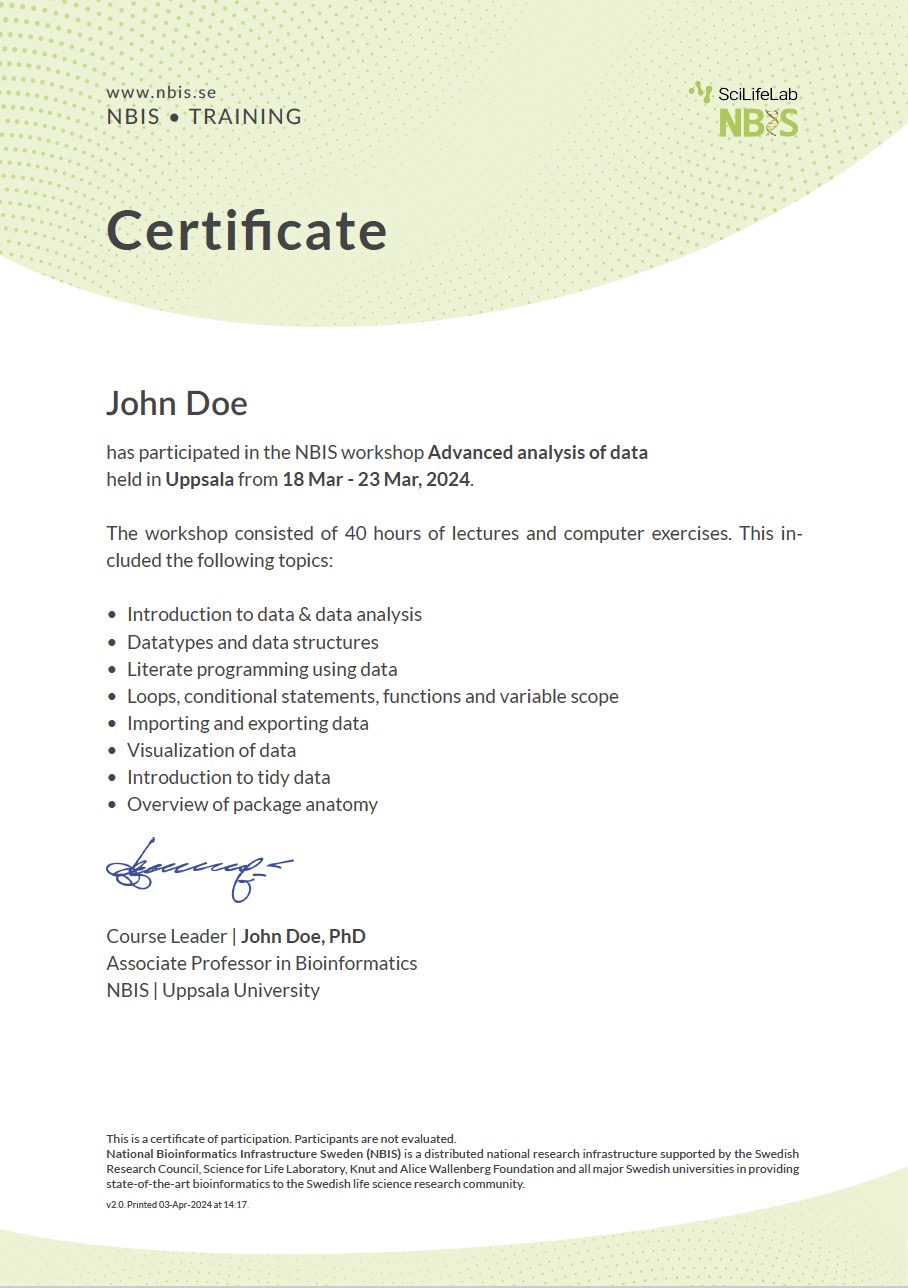 www.nbis.se
NBIS ● TRAINING
SciLifeLab
NBIS
Certificate
John Doe
has participated in the NBIS workshop Advanced analysis of data
held in Uppsala from 18 Mar - 23 Mar, 2024.
The workshop consisted of 40 hours of lectures and computer exercises. This in-
cluded the following topics:
• Introduction to data & data analysis
• Datatypes and data structures
• Literate programming using data
• Loops, conditional statements, functions and variable scope
• Importing and exporting data
• Visualization of data
• Introduction to tidy data
• Overview of package anatomy
Course Leader | John Doe, PhD
Associate Professor in Bioinformatics
NBIS | Uppsala University
This is a certificate of participation. Participants are not evaluated.
National Bioinformatics Infrastructure Sweden (NBIS) is a distributed national research infrastructure supported by the Swedish
Research Council, Science for Life Laboratory, Knut and Alice Wallenberg Foundation and all major Swedish universities in providing
state-of-the-art bioinformatics to the Swedish life science research community.
v2.0. Printed 03-Apr-2024 at 14:17.